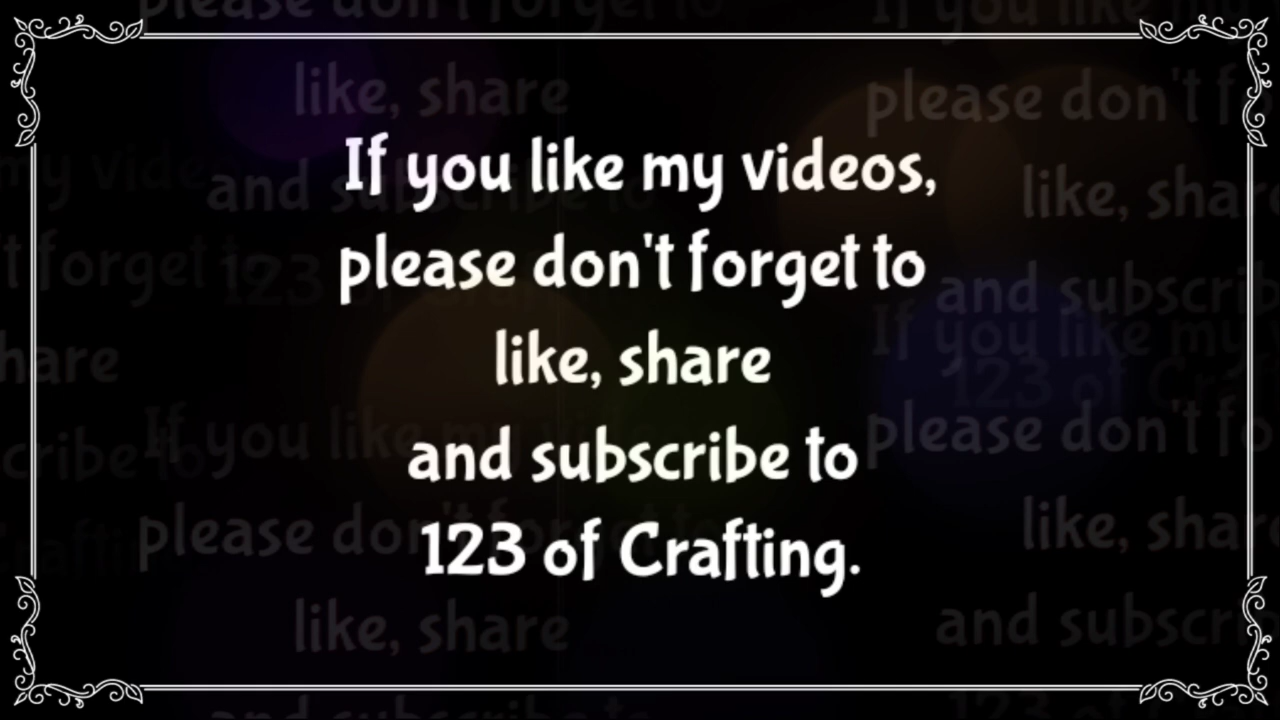 If you like my videos,
please don't forget to
like, share
and subscribe to
123 of Crafting.